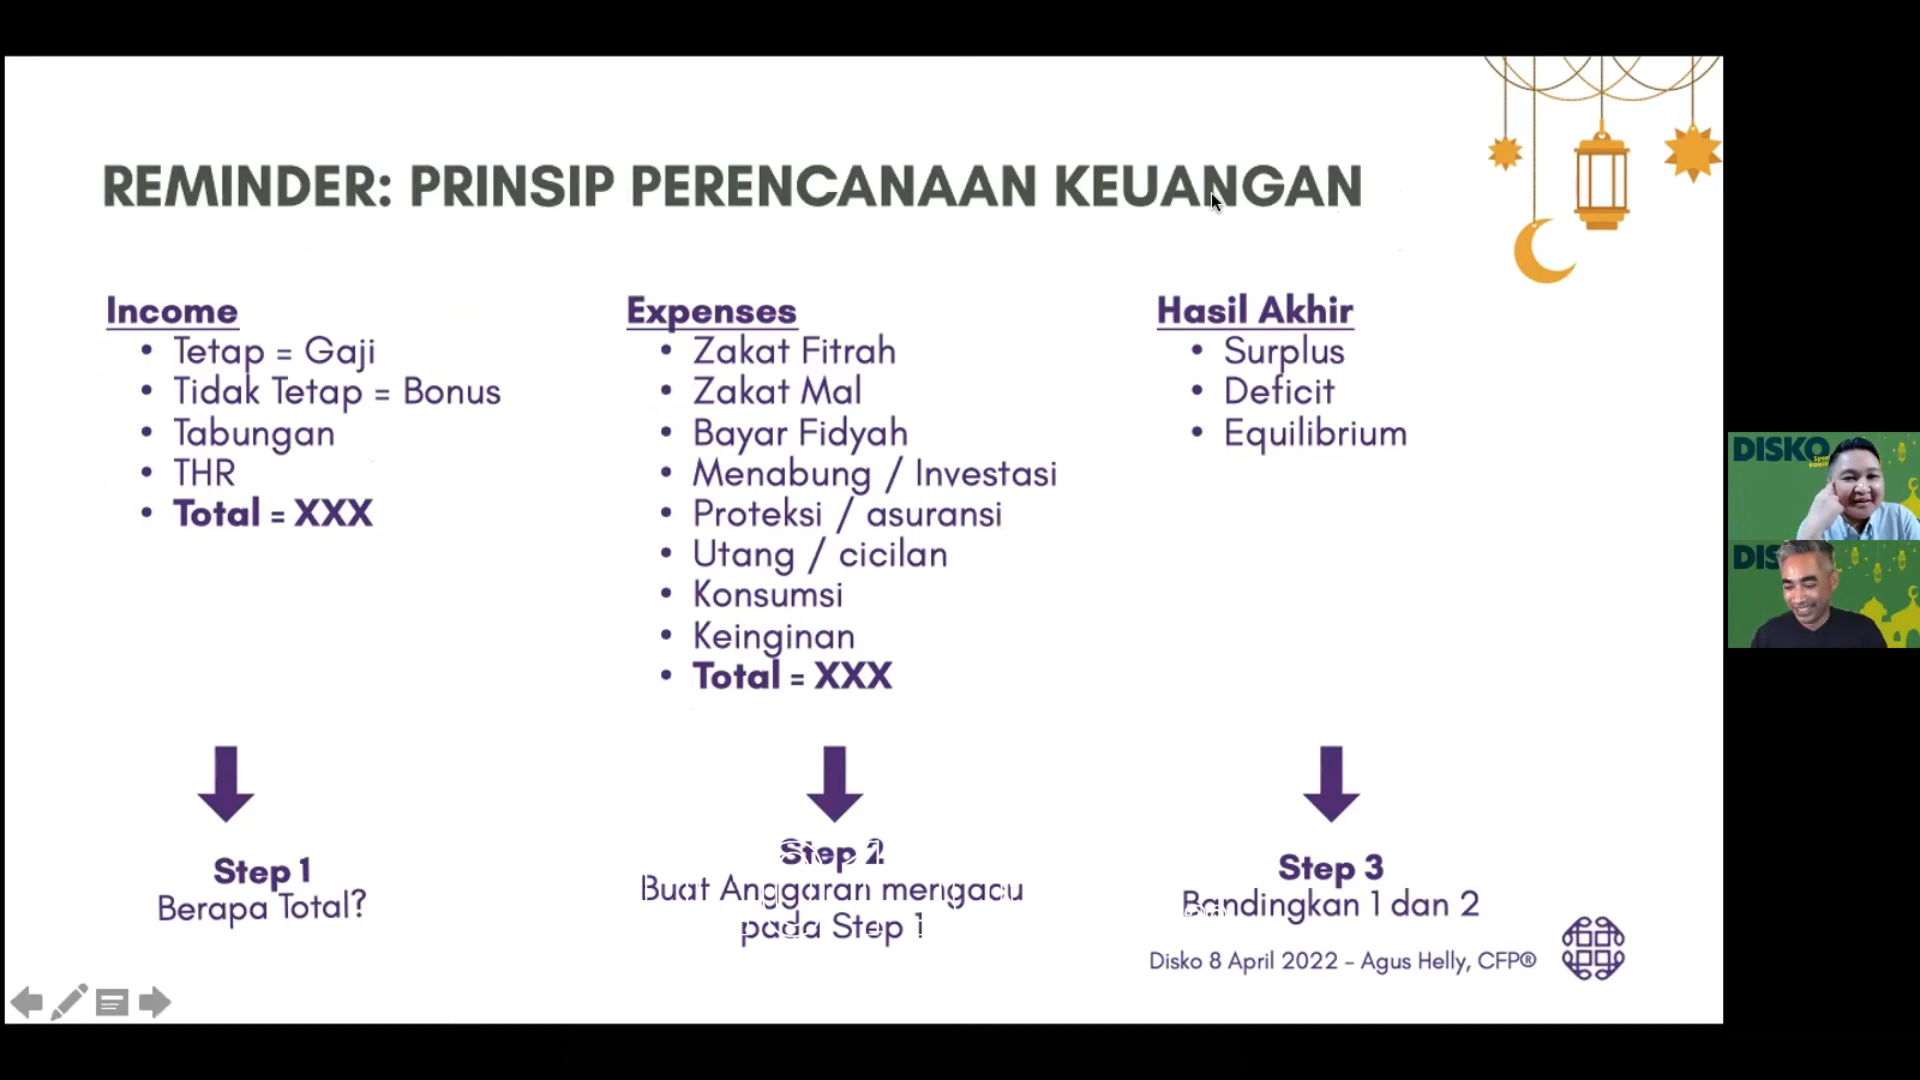 REMINDER: PRINSIP PERENCANAAN KEUANGAN
Income
• Tetap = Gaji
• Tidak Tetap = Bonus
• Tabungan
• THR
• Total = XXX
Expenses
• Zakat Fitrah
• Zakat Mal
• Bayar Fidyah
• Menabung / Investasi
• Proteksi / asuransi
• Utang / cicilan
• Konsumsi
• Keinginan
• Total = XXX
Hasil Akhir
• Surplus
• Deficit
• Equilibrium
Step 1
Berapa Total?
Step 2
Buat Anggaran mengacu
pada Step 1
Step 3
Bandingkan 1 dan 2
Disko 8 April 2022 - Agus Helly, CFP®
DISKO
DIS